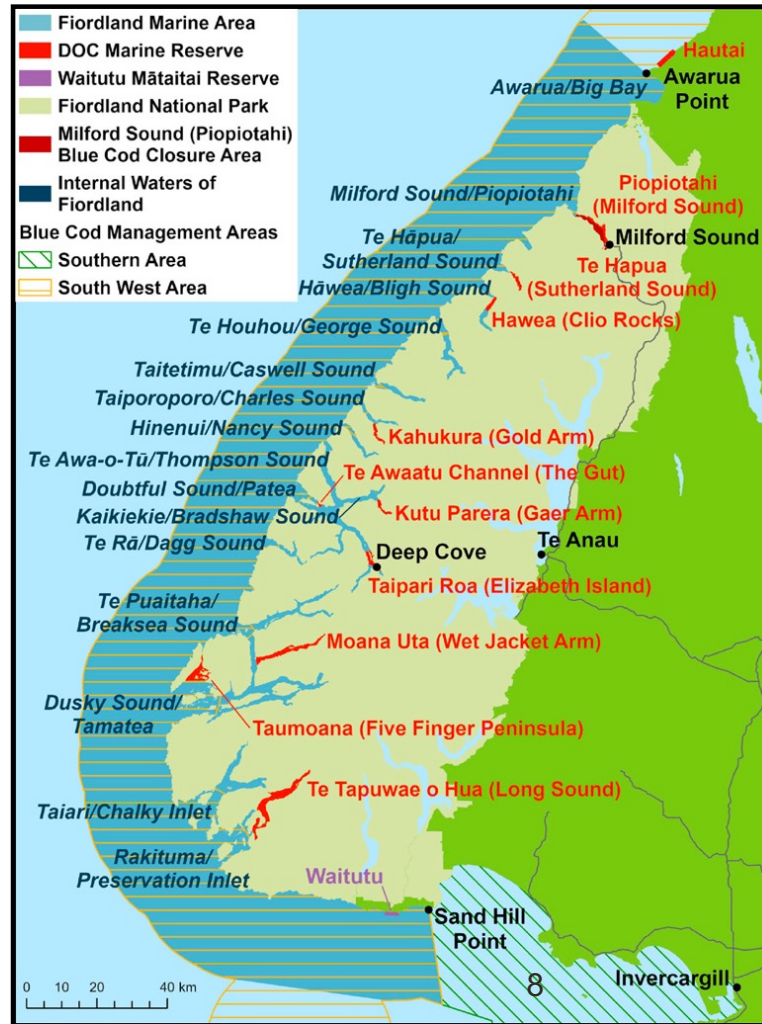 Fiordland Marine Area
DOC Marine Reserve
Waitutu Mātaitai Reserve
Fiordland National Park
Milford Sound (Piopiotahi)
Blue Cod Closure Area
Internal Waters of
Fiordland
Blue Cod Management Areas
Southern Area
South West Area
Hautai
Awarua/Big Bay
Awarua
Point
Milford Sound/Piopiotahi
Piopiotahi
(Milford Sound)
Milford Sound
Te Hāpua/
Sutherland Sound
Te Hapua
(Sutherland Sound)
Hāwea/Bligh Sound
Hawea (Clio Rocks)
Te Houhou/George Sound
Taitetimu/Caswell Sound
Taiporoporo/Charles Sound
Hinenui/Nancy Sound
Kahukura (Gold Arm)
Te Awa-o-Tū/Thompson Sound
Te Awaatu Channel (The Gut)
Doubtful Sound/Patea
Kaikiekie/Bradshaw Sound
Kutu Parera (Gaer Arm)
Te Rā/Dagg Sound
Deep Cove
Te Anau
Taipari Roa (Elizabeth Island)
Te Puaitaha/
Breaksea Sound
Moana Uta (Wet Jacket Arm)
Dusky Sound/
Tamatea
Taumoana (Five Finger Peninsula)
Te Tapuwae o Hua (Long Sound)
Taiari/Chalky Inlet
Rakituma/
Preservation Inlet
Waitutu
Sand Hill
Point
Invercargill
8
0 10 20 40 km